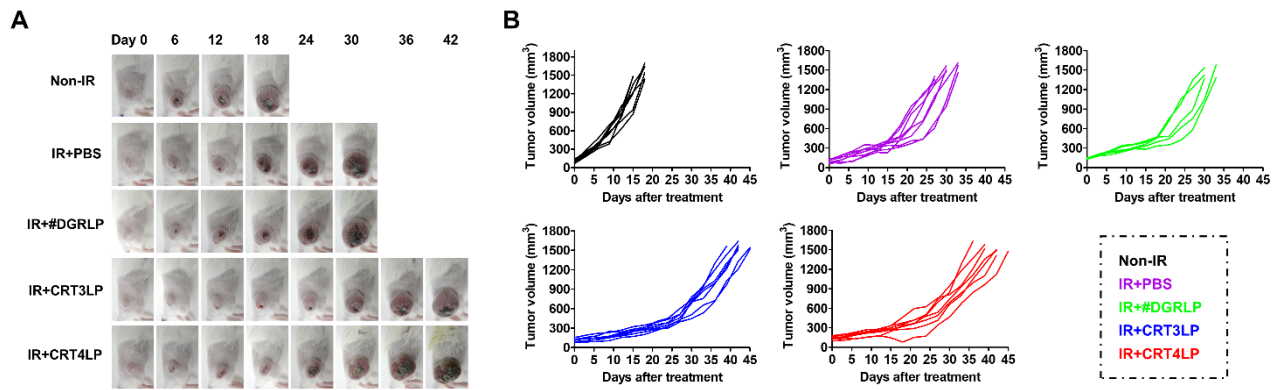 A
Day 0 6 12 18 24 30 36 42
Non-IR
IR+PBS
IR+#DGRLP
IR+CRT3LP
IR+CRT4LP
B
Tumor volume (mm³)
1800
1500
1200
900
600
300
0
0 5 10 15 20 25 30 35 40 45
Days after treatment
Tumor volume (mm³)
1800
1500
1200
900
600
300
0
0 5 10 15 20 25 30 35 40 45
Days after treatment
Tumor volume (mm³)
1800
1500
1200
900
600
300
0
0 5 10 15 20 25 30 35 40 45
Days after treatment
Tumor volume (mm³)
1800
1500
1200
900
600
300
0
0 5 10 15 20 25 30 35 40 45
Days after treatment
Tumor volume (mm³)
1800
1500
1200
900
600
300
0
0 5 10 15 20 25 30 35 40 45
Days after treatment
Non-IR
IR+PBS
IR+#DGRLP
IR+CRT3LP
IR+CRT4LP